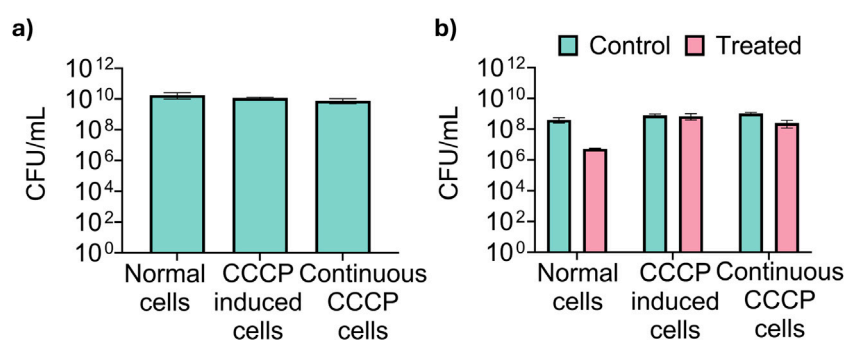 a)
CFU/mL
10¹²
10¹⁰
10⁸
10⁶
10⁴
10²
10⁰
Normal
cells
CCCP
induced
cells
Continuous
CCCP
cells
b)
Control
Treated
CFU/mL
10¹²
10¹⁰
10⁸
10⁶
10⁴
10²
10⁰
Normal
cells
CCCP
induced
cells
Continuous
CCCP
cells